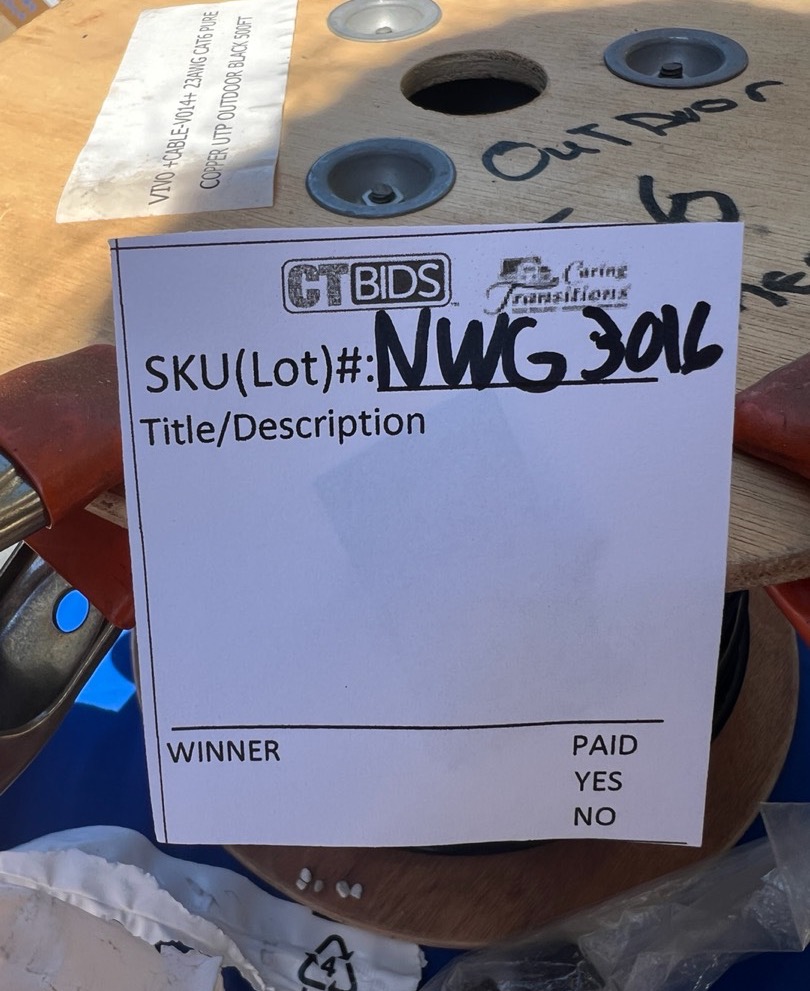 VIVO +CABLE-V014+ 23AWG CAT6 PURE
COPPER UTP OUTDOOR BLACK 500FT
OUTDOOR
6
CTBIDS
Caring
Transitions
SKU(Lot)#: NWG 3016
Title/Description
WINNER
PAID
YES
NO
4